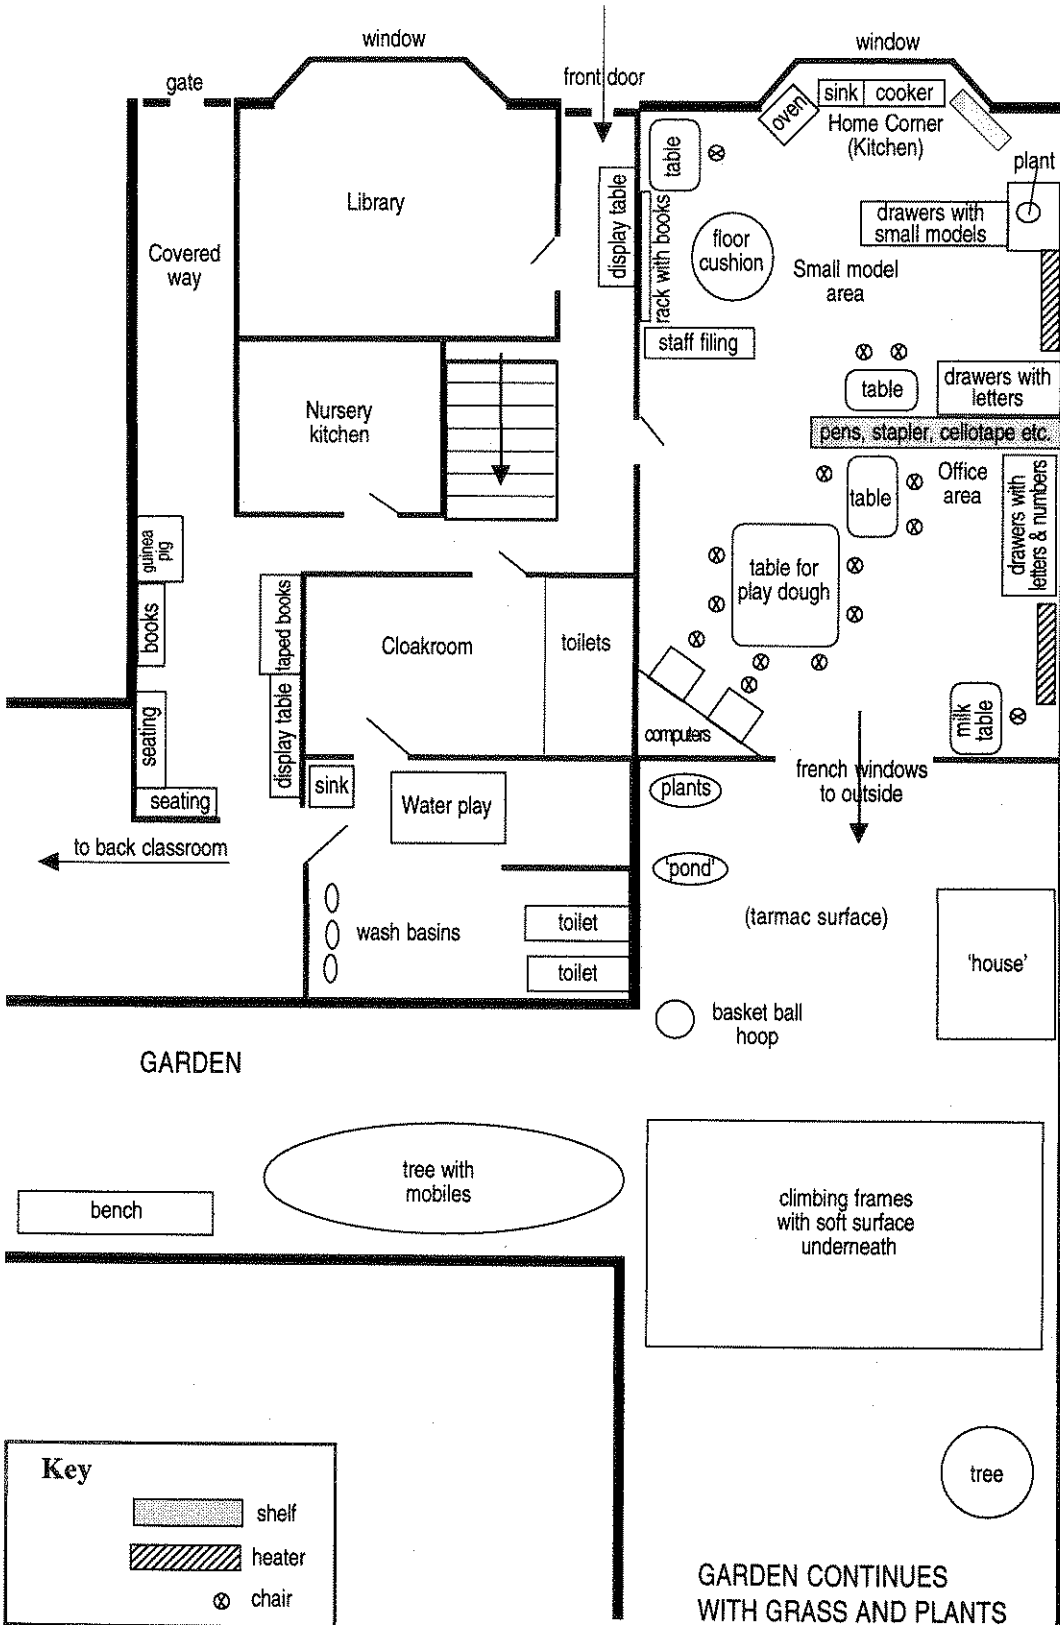 window
window
gate
front door
sink
cooker
oven
Home Corner
(Kitchen)
table
plant
display table
rack with books
Library
drawers with
small models
floor
cushion
Covered
way
Small model
area
staff filing
table
drawers with
letters
Nursery
kitchen
pens, stapler, cellotape etc.
table
Office
area
drawers with
letters & numbers
guinea
pig
table for
play dough
books
taped books
Cloakroom
toilets
seating
display table
computers
milk
table
seating
sink
Water play
plants
french windows
to outside
to back classroom
'pond'
(tarmac surface)
toilet
wash basins
toilet
'house'
basket ball
hoop
GARDEN
tree with
mobiles
bench
climbing frames
with soft surface
underneath
Key
shelf
heater
chair
tree
GARDEN CONTINUES
WITH GRASS AND PLANTS